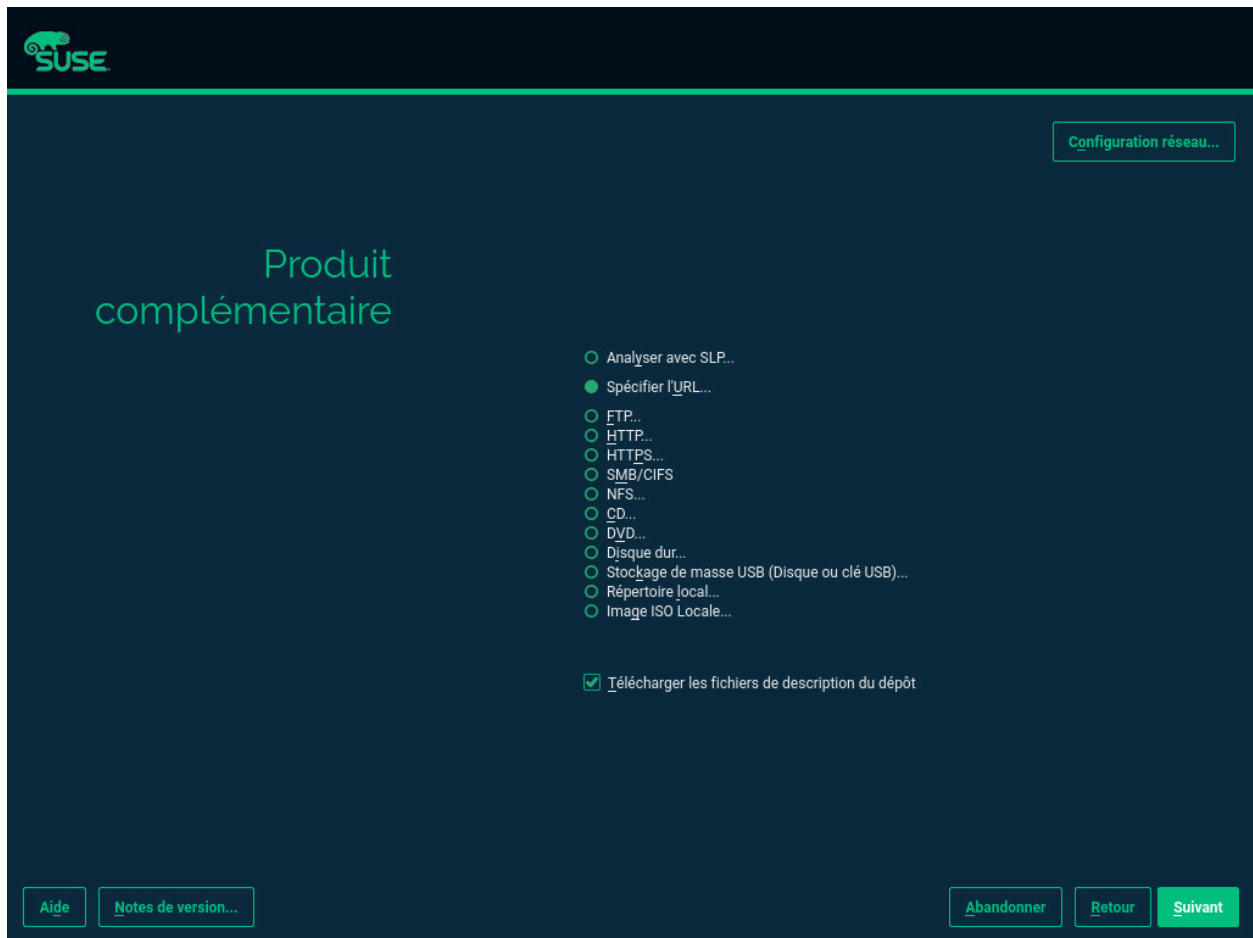 SUSE
Configuration réseau...
Produit
complémentaire
Analyser avec SLP...
Spécifier l'URL...
FTP...
HTTP...
HTTPS...
SMB/CIFS
NFS...
CD...
DVD...
Disque dur...
Stockage de masse USB (Disque ou clé USB)...
Répertoire local...
Image ISO Locale...
Télécharger les fichiers de description du dépôt
Aide
Notes de version...
Abandonner
Retour
Suivant